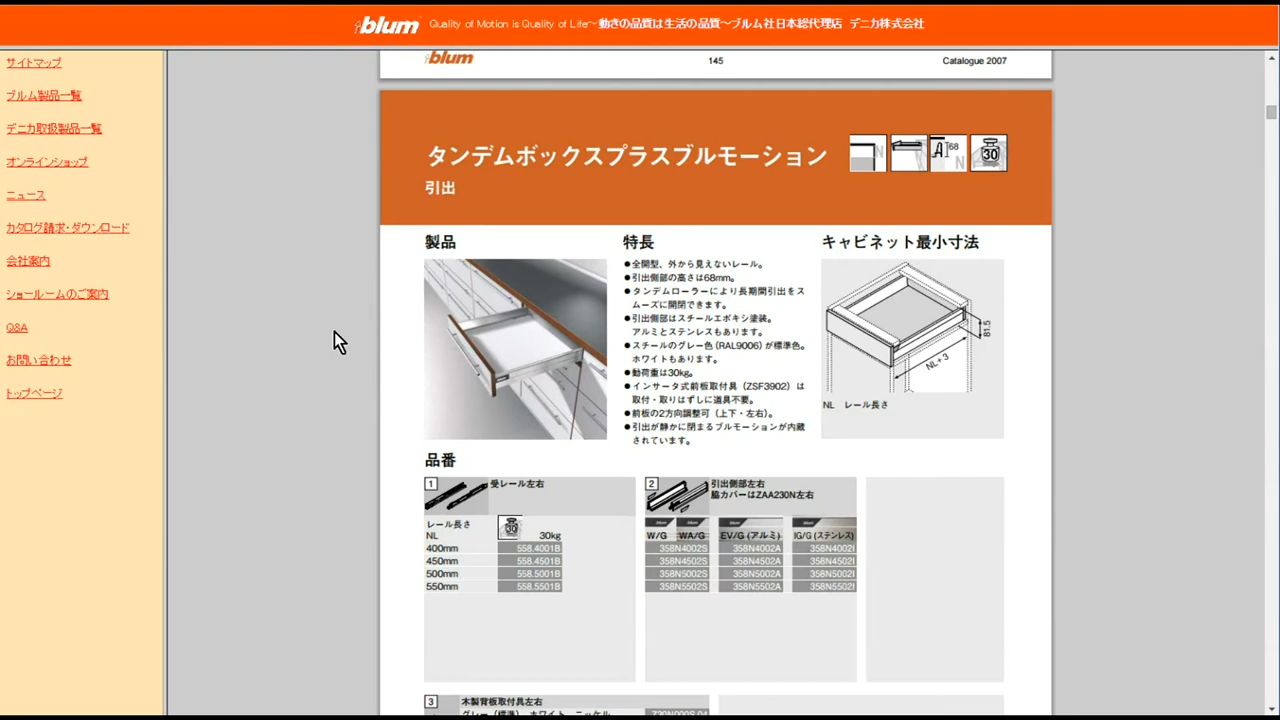 blum Quality of Motion is Quality of Life～動きの品質は生活の品質～ブルム社日本総代理店 デニカ株式会社
サイトマップ
ブルム製品一覧
デニカ取扱製品一覧
オンラインショップ
ニュース
カタログ請求・ダウンロード
会社案内
ショールームのご案内
Q&A
お問い合わせ
トップページ
blum 145 Catalogue 2007
タンデムボックスプラスブルモーション
引出
N A 68 N 30
製品
特長
●全開型、外から見えないレール。
●引出側部の高さは68mm。
●タンデムローラーにより長期間引出をス
ムーズに開閉できます。
●引出側部はスチールエポキシ塗装。
アルミとステンレスもあります。
●スチールのグレー色（RAL9006）が標準色。
ホワイトもあります。
●動荷重は30kg。
●インサータ式前板取付具（ZSF3902）は
取付・取りはずしに道具不要。
●前板の2方向調整可（上下・左右）。
●引出が静かに閉まるブルモーションが内蔵
されています。
キャビネット最小寸法
81.5
NL+3
NL レール長さ
品番
1 受レール左右
レール長さ
NL 30 30kg
400mm 558.4001B
450mm 558.4501B
500mm 558.5001B
550mm 558.5501B
2 引出側部左右
脇カバーはZAA230N左右
blum blum blum blum
W/G WA/G EV/G (アルミ) IG/G (ステンレス)
358N4002S 358N4002A 358N4002I
358N4502S 358N4502A 358N4502I
358N5002S 358N5002A 358N5002I
358N5502S 358N5502A 358N5502I
3 木製背板取付具左右
グレー（標準） ホワイト ニッケル